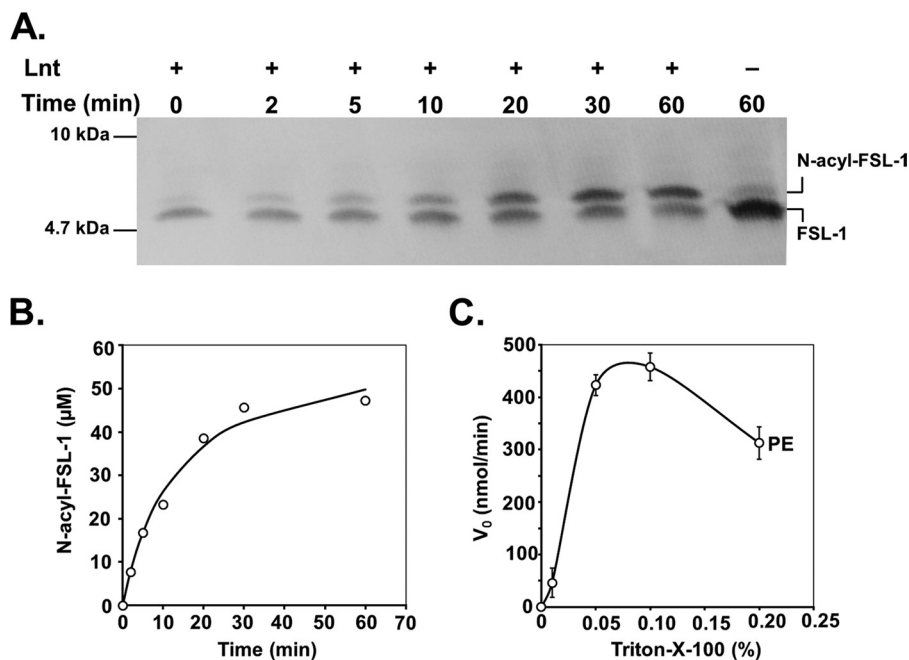 A.
Lnt + + + + + + + –
Time (min) 0 2 5 10 20 30 60 60
10 kDa
N-acyl-FSL-1
4.7 kDa
FSL-1
B.
60
50
40
30
20
10
0
N-acyl-FSL-1 (µM)
0 10 20 30 40 50 60 70
Time (min)
C.
500
400
300
200
100
50
0
V0 (nmol/min)
PE
0 0.05 0.10 0.15 0.20 0.25
Triton-X-100 (%)